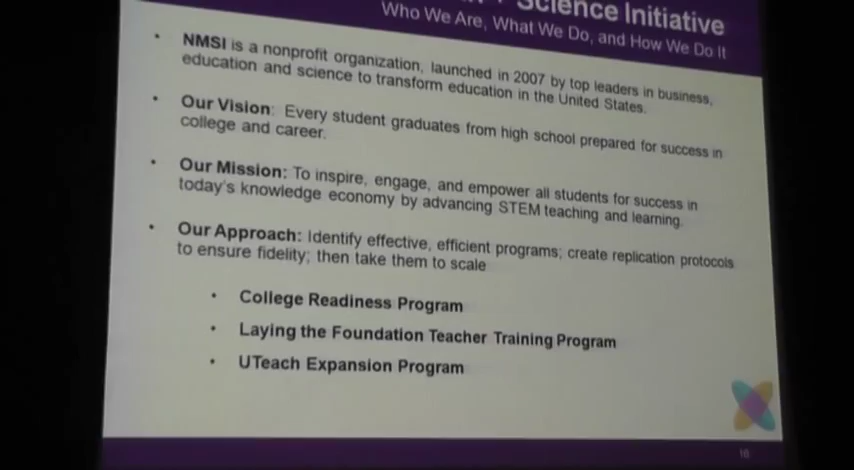 Science Initiative
Who We Are, What We Do, and How We Do It
• NMSI is a nonprofit organization, launched in 2007 by top leaders in business,
education and science to transform education in the United States.
• Our Vision: Every student graduates from high school prepared for success in
college and career.
• Our Mission: To inspire, engage, and empower all students for success in
today's knowledge economy by advancing STEM teaching and learning.
• Our Approach: Identify effective, efficient programs; create replication protocols
to ensure fidelity; then take them to scale
• College Readiness Program
• Laying the Foundation Teacher Training Program
• UTeach Expansion Program